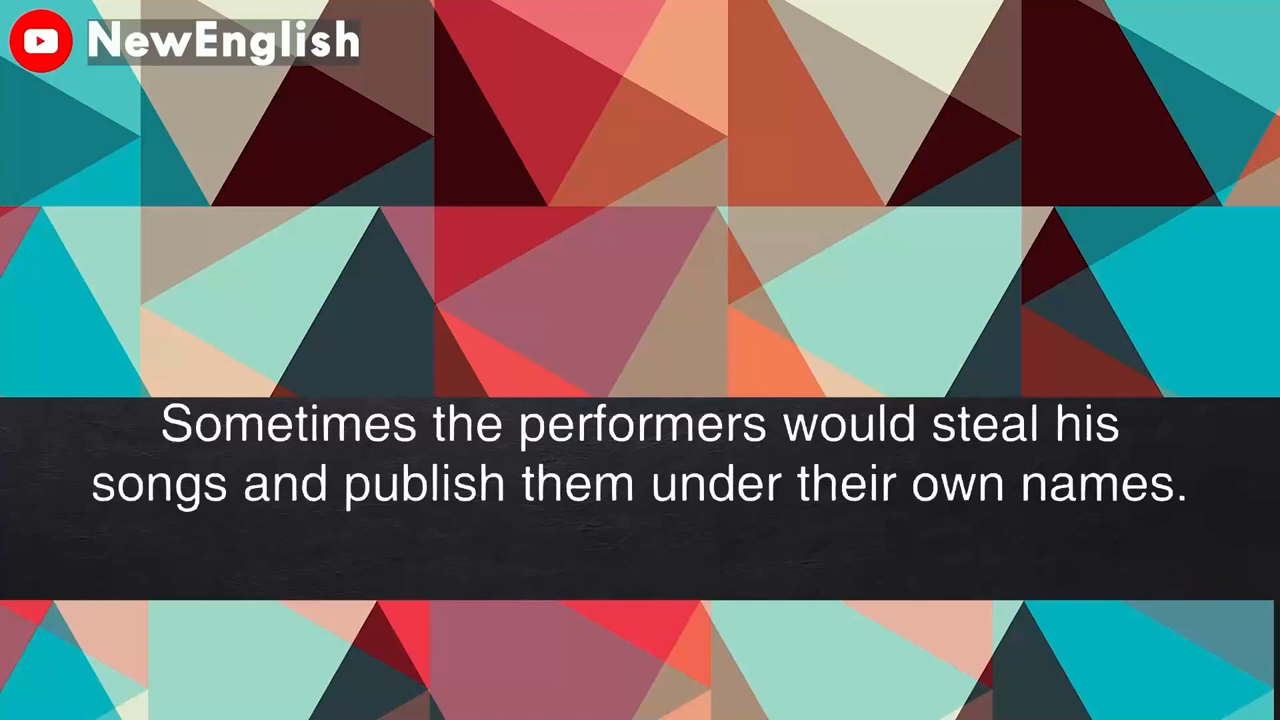 NewEnglish
Sometimes the performers would steal his
songs and publish them under their own names.